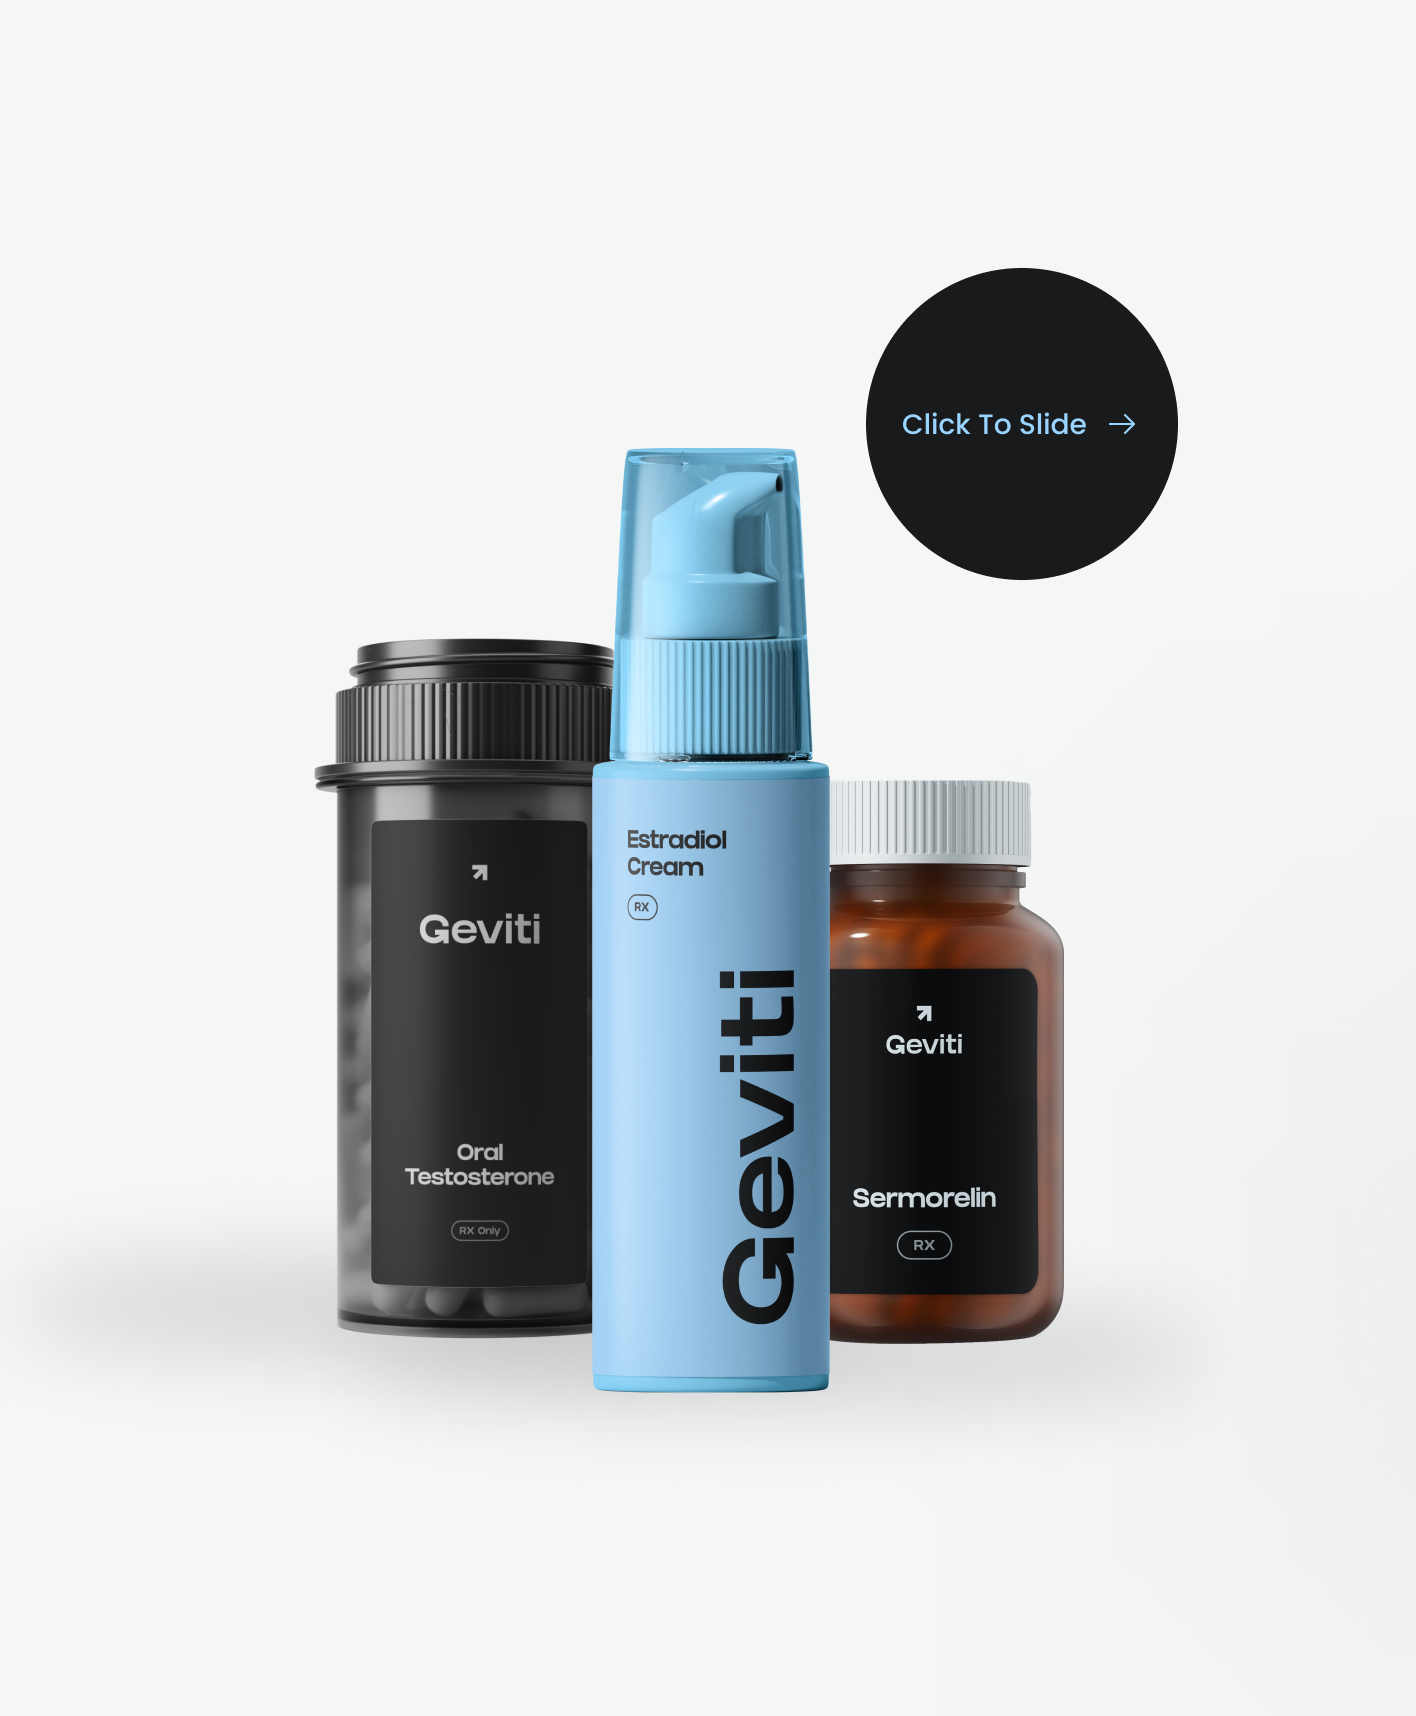 Click To Slide
Geviti
Oral
Testosterone
RX Only
Estradiol
Cream
RX
Geviti
Geviti
Sermorelin
RX